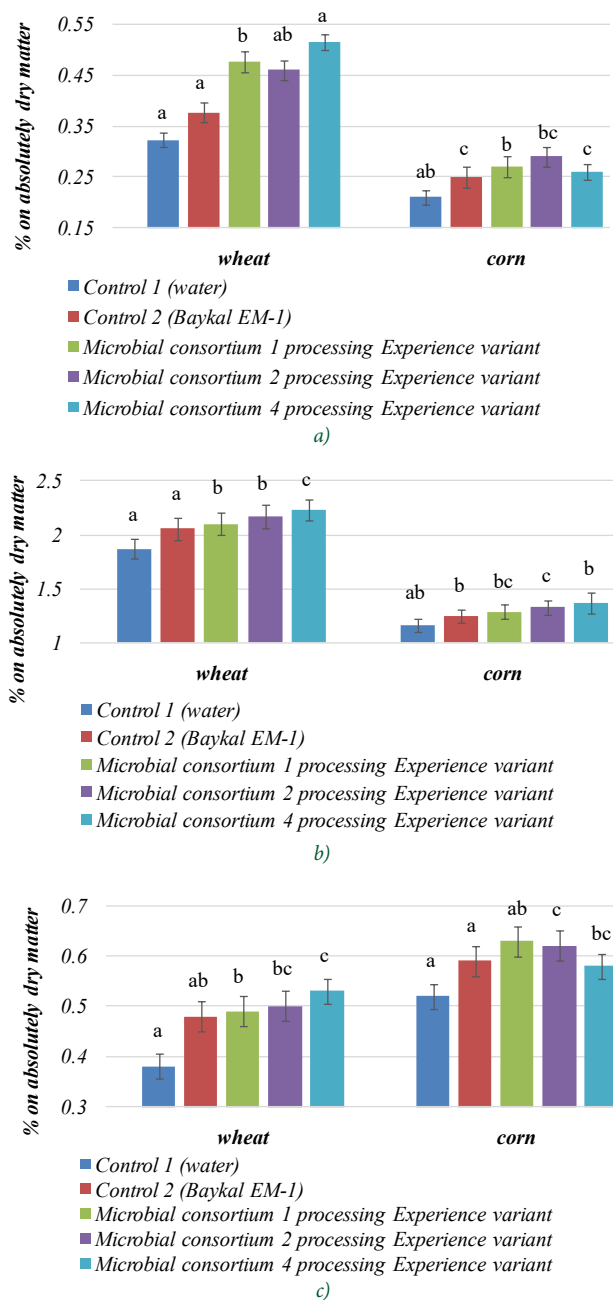 % on absolutely dry matter
0.55
0.45
0.35
0.25
0.15
a a b ab a
ab c b bc c
wheat corn
Control 1 (water)
Control 2 (Baykal EM-1)
Microbial consortium 1 processing Experience variant
Microbial consortium 2 processing Experience variant
Microbial consortium 4 processing Experience variant
a)
% on absolutely dry matter
2.5
2
1.5
1
a a b b c
ab b bc c b
wheat corn
Control 1 (water)
Control 2 (Baykal EM-1)
Microbial consortium 1 processing Experience variant
Microbial consortium 2 processing Experience variant
Microbial consortium 4 processing Experience variant
b)
% on absolutely dry matter
0.7
0.6
0.5
0.4
0.3
a ab b bc c
a a ab c bc
wheat corn
Control 1 (water)
Control 2 (Baykal EM-1)
Microbial consortium 1 processing Experience variant
Microbial consortium 2 processing Experience variant
Microbial consortium 4 processing Experience variant
c)